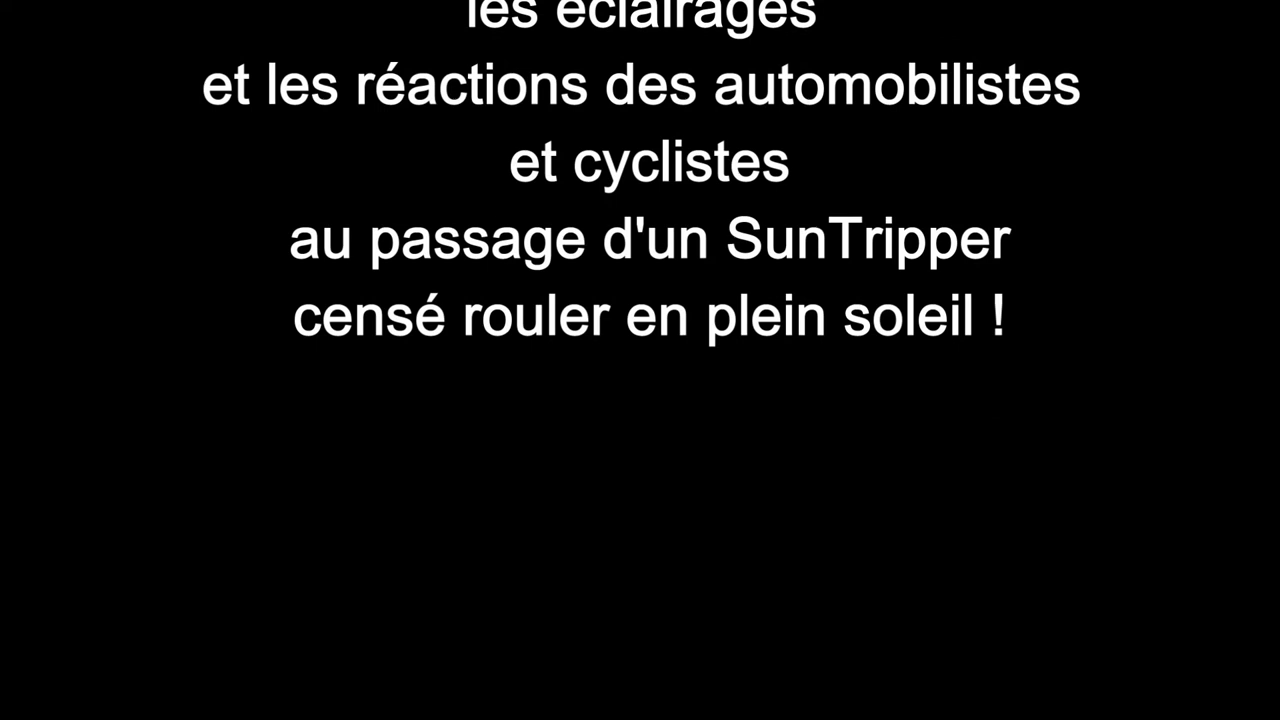 les éclairages
et les réactions des automobilistes
et cyclistes
au passage d'un SunTripper
censé rouler en plein soleil !